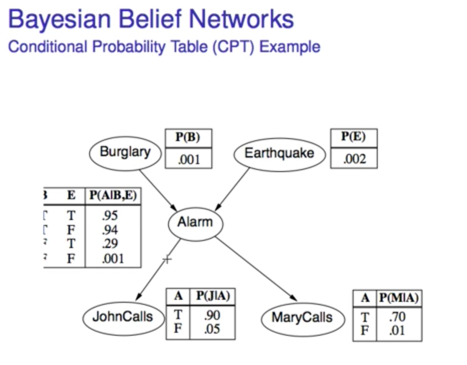 Bayesian Belief Networks
Conditional Probability Table (CPT) Example
P(B)
.001
Burglary
Earthquake
P(E)
.002
E P(A|B,E)
T .95
F .94
T .29
F .001
Alarm
JohnCalls
A P(J|A)
T .90
F .05
MaryCalls
A P(M|A)
T .70
F .01